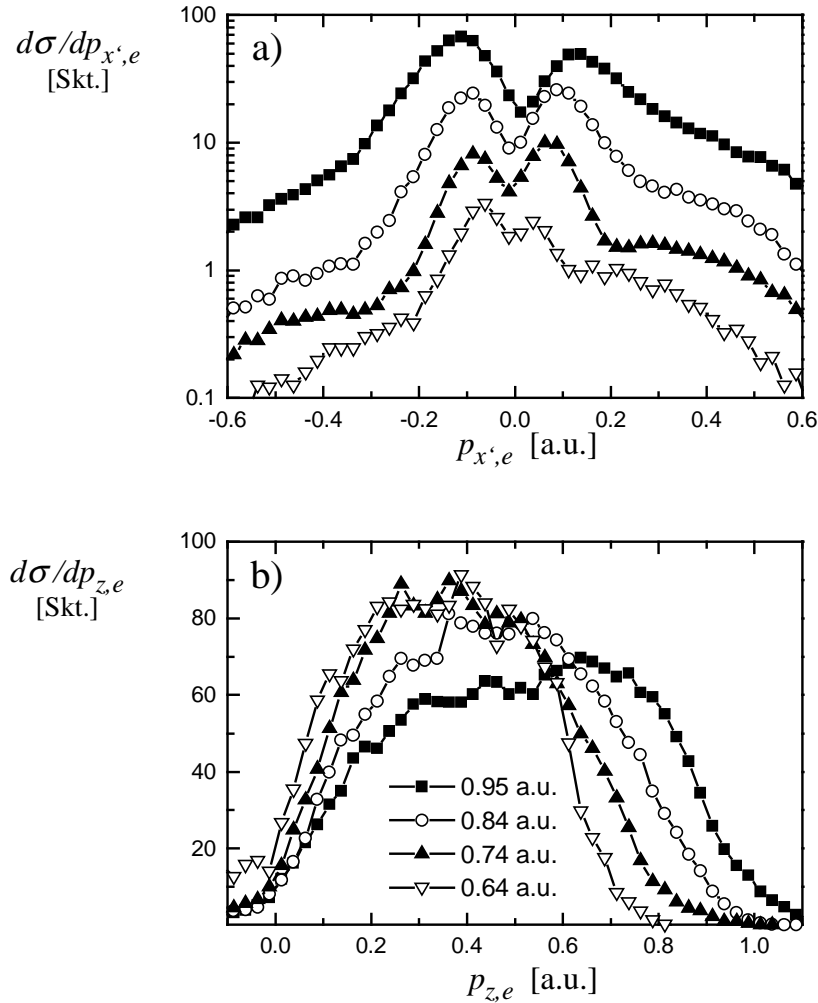 dσ/dp_{x‘,e}
[Skt.]
a)
100
10
1
0.1
-0.6 -0.4 -0.2 0.0 0.2 0.4 0.6
p_{x‘,e} [a.u.]
dσ/dp_{z,e}
[Skt.]
b)
100
80
60
40
20
0.95 a.u.
0.84 a.u.
0.74 a.u.
0.64 a.u.
0.0 0.2 0.4 0.6 0.8 1.0
p_{z,e} [a.u.]